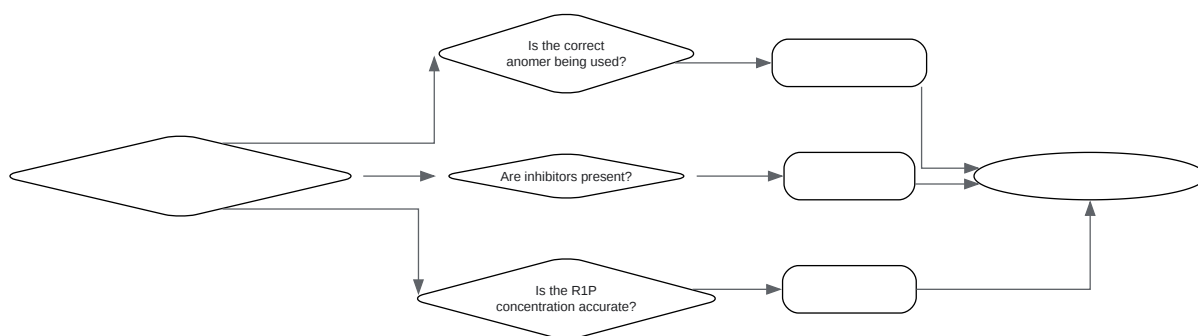 Is the correct
anomer being used?
Are inhibitors present?
Is the R1P
concentration accurate?